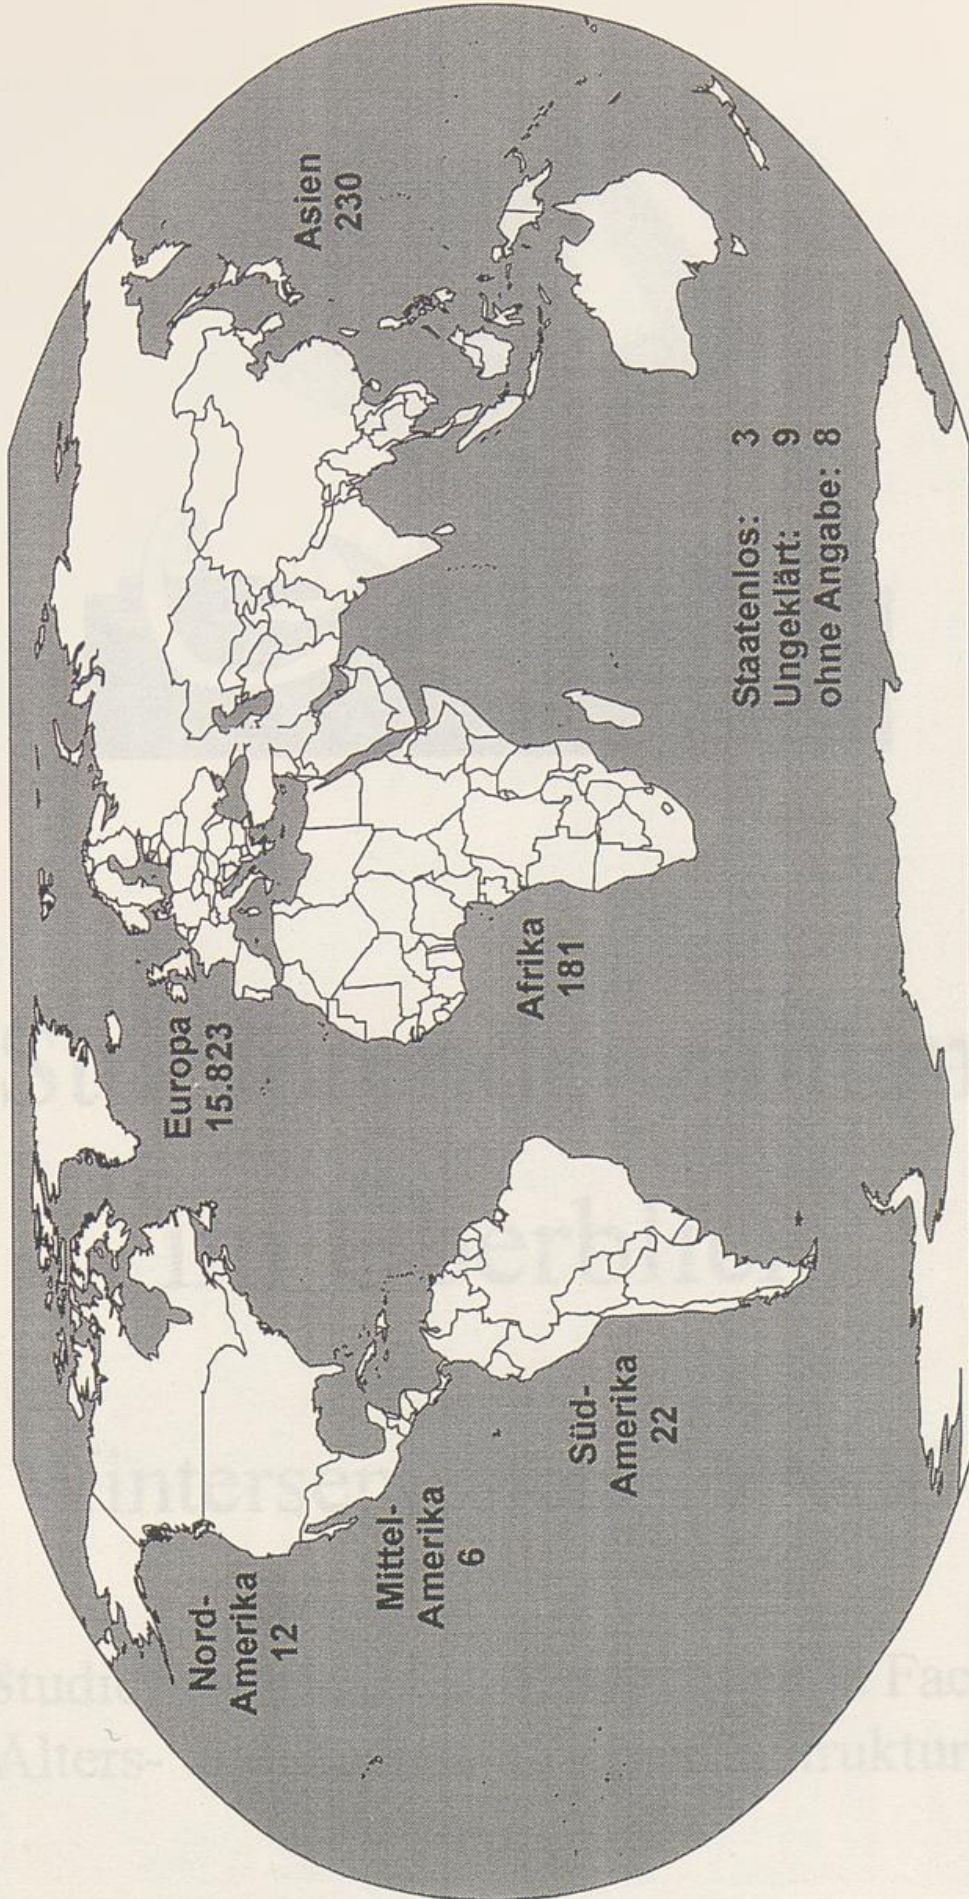 Nord-
Amerika
12
Mittel-
Amerika
6
Süd-
Amerika
22
Europa
15.823
Afrika
181
Asien
230
Staatenlos: 3
Ungeklärt: 9
ohne Angabe: 8